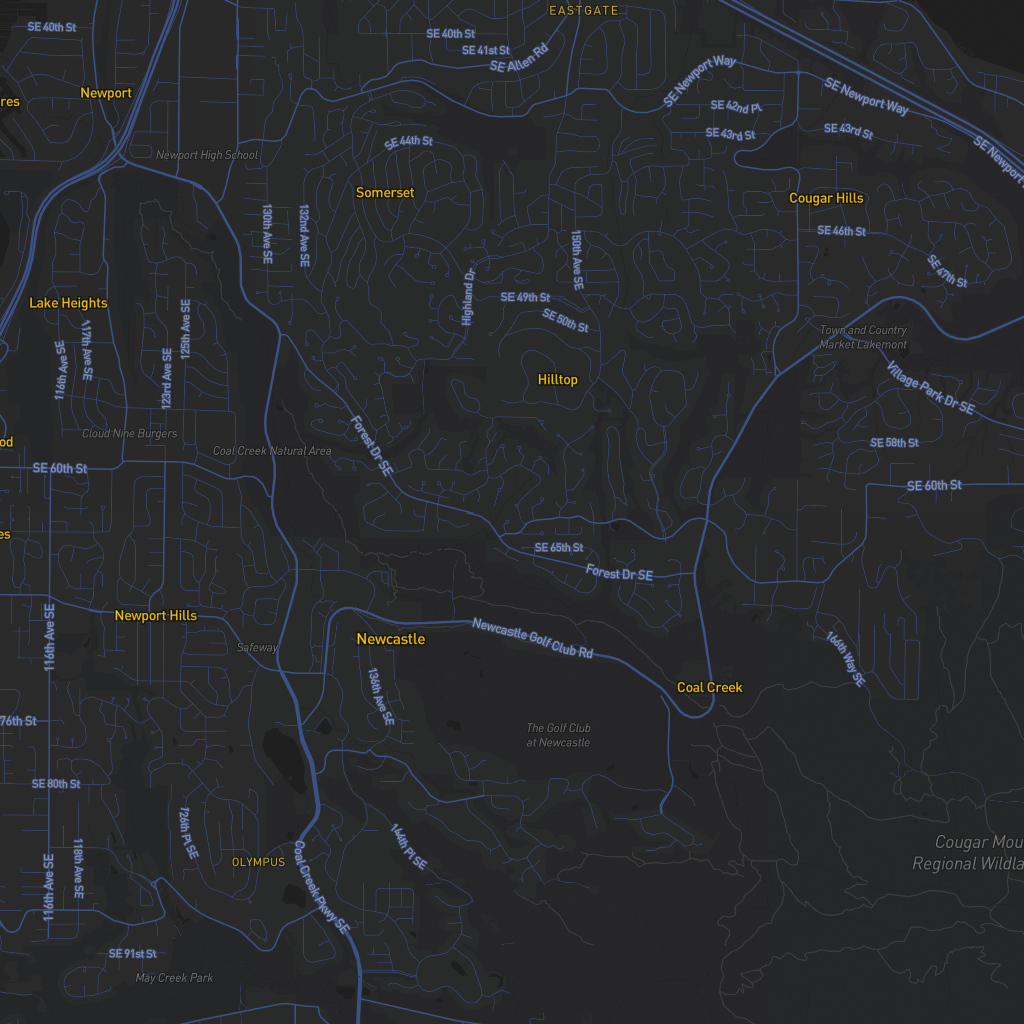 EASTGATE
SE 40th St
SE 40th St
SE 41st St
SE Allen Rd
SE Newport Way
SE Newport Way
Newport
res
SE 42nd Pl
SE 43rd St
SE 43rd St
SE Newport
SE 44th St
Newport High School
Somerset
Cougar Hills
130th Ave SE
132nd Ave SE
150th Ave SE
SE 46th St
SE 47th St
Highland Dr
SE 49th St
SE 50th St
Lake Heights
125th Ave SE
117th Ave SE
116th Ave SE
123rd Ave SE
Town and Country
Market Lakemont
Hilltop
Village Park Dr SE
Cloud Nine Burgers
od
Coal Creek Natural Area
Forest Dr SE
SE 58th St
SE 60th St
SE 60th St
es
SE 65th St
Forest Dr SE
Newport Hills
116th Ave SE
Newcastle
Newcastle Golf Club Rd
Safeway
166th Way SE
Coal Creek
136th Ave SE
76th St
The Golf Club
at Newcastle
SE 80th St
126th Pl SE
144th Pl SE
Cougar Mou
Regional Wildla
OLYMPUS
118th Ave SE
116th Ave SE
Coal Creek Pkwy SE
SE 91st St
May Creek Park